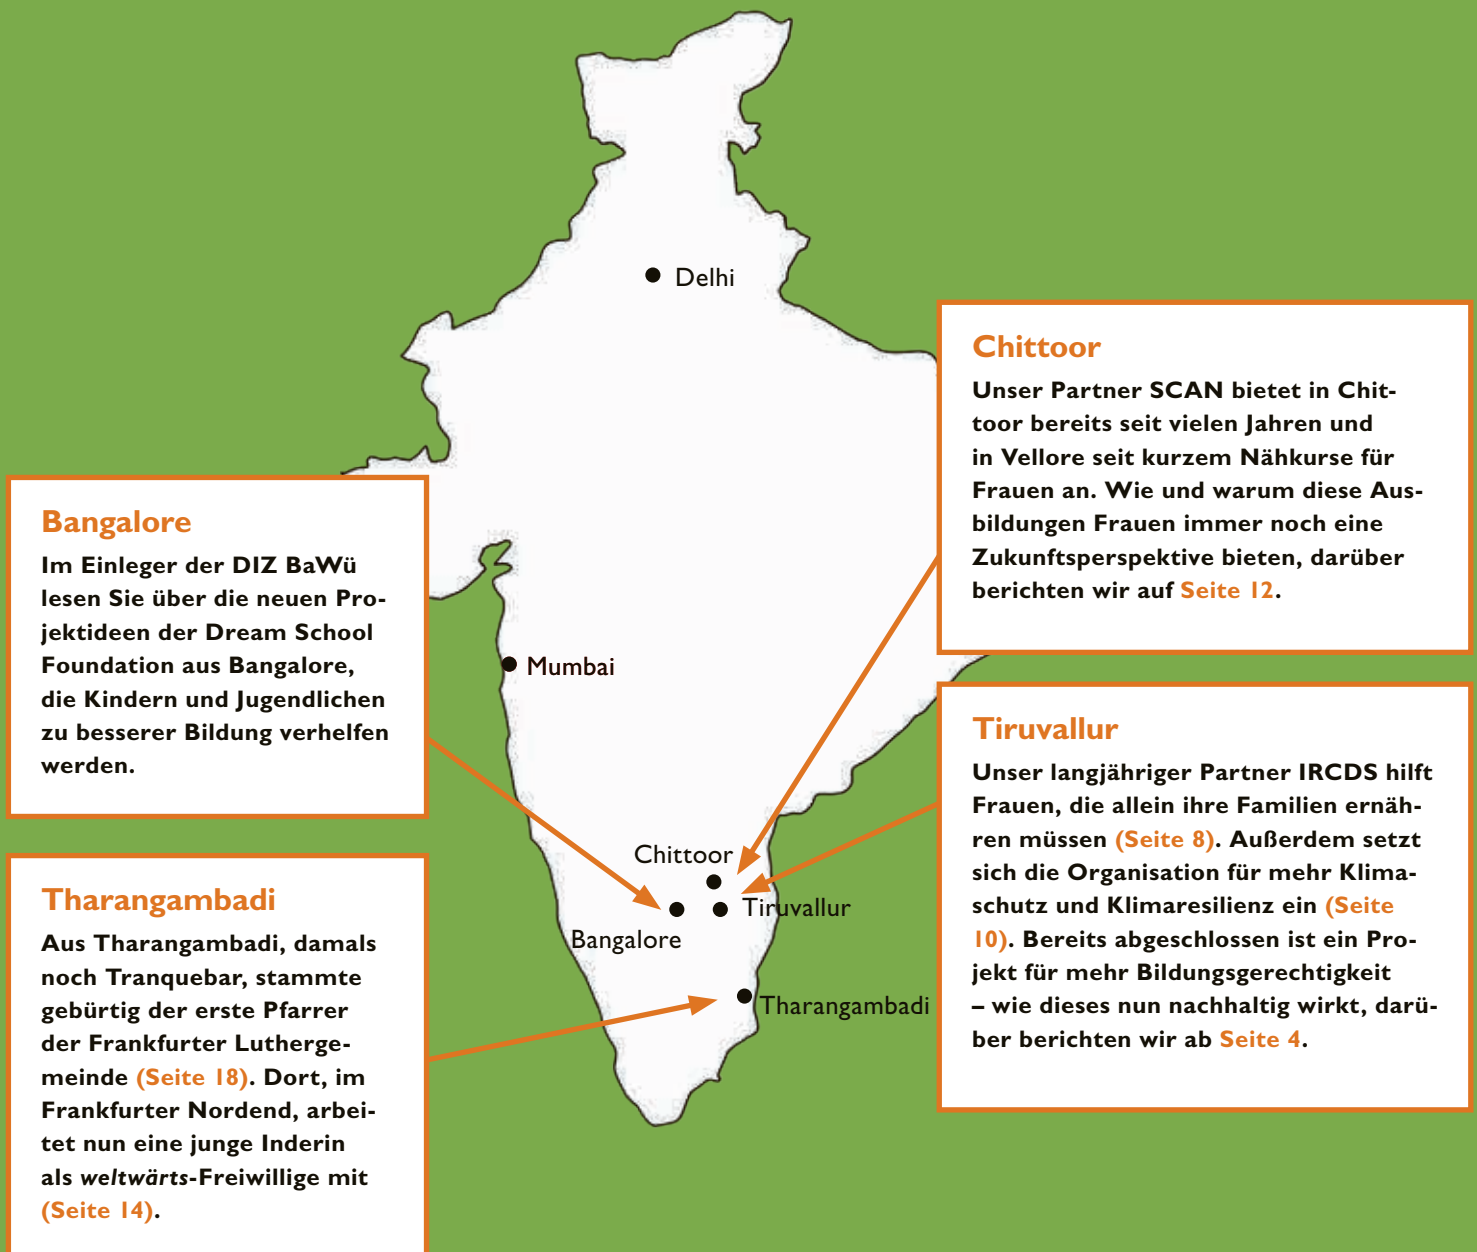 Delhi
Mumbai
Chittoor
Tiruvallur
Bangalore
Tharangambadi
Bangalore
Im Einleger der DIZ BaWü
lesen Sie über die neuen Pro-
jektideen der Dream School
Foundation aus Bangalore,
die Kindern und Jugendlichen
zu besserer Bildung verhelfen
werden.
Tharangambadi
Aus Tharangambadi, damals
noch Tranquebar, stammte
gebürtig der erste Pfarrer
der Frankfurter Lutherge-
meinde (Seite 18). Dort, im
Frankfurter Nordend, arbei-
tet nun eine junge Inderin
als weltwärts-Freiwillige mit
(Seite 14).
Chittoor
Unser Partner SCAN bietet in Chit-
toor bereits seit vielen Jahren und
in Vellore seit kurzem Nähkurse für
Frauen an. Wie und warum diese Aus-
bildungen Frauen immer noch eine
Zukunftsperspektive bieten, darüber
berichten wir auf Seite 12.
Tiruvallur
Unser langjähriger Partner IRCDS hilft
Frauen, die allein ihre Familien ernäh-
ren müssen (Seite 8). Außerdem setzt
sich die Organisation für mehr Klima-
schutz und Klimaresilienz ein (Seite
10). Bereits abgeschlossen ist ein Pro-
jekt für mehr Bildungsgerechtigkeit
– wie dieses nun nachhaltig wirkt, darü-
ber berichten wir ab Seite 4.